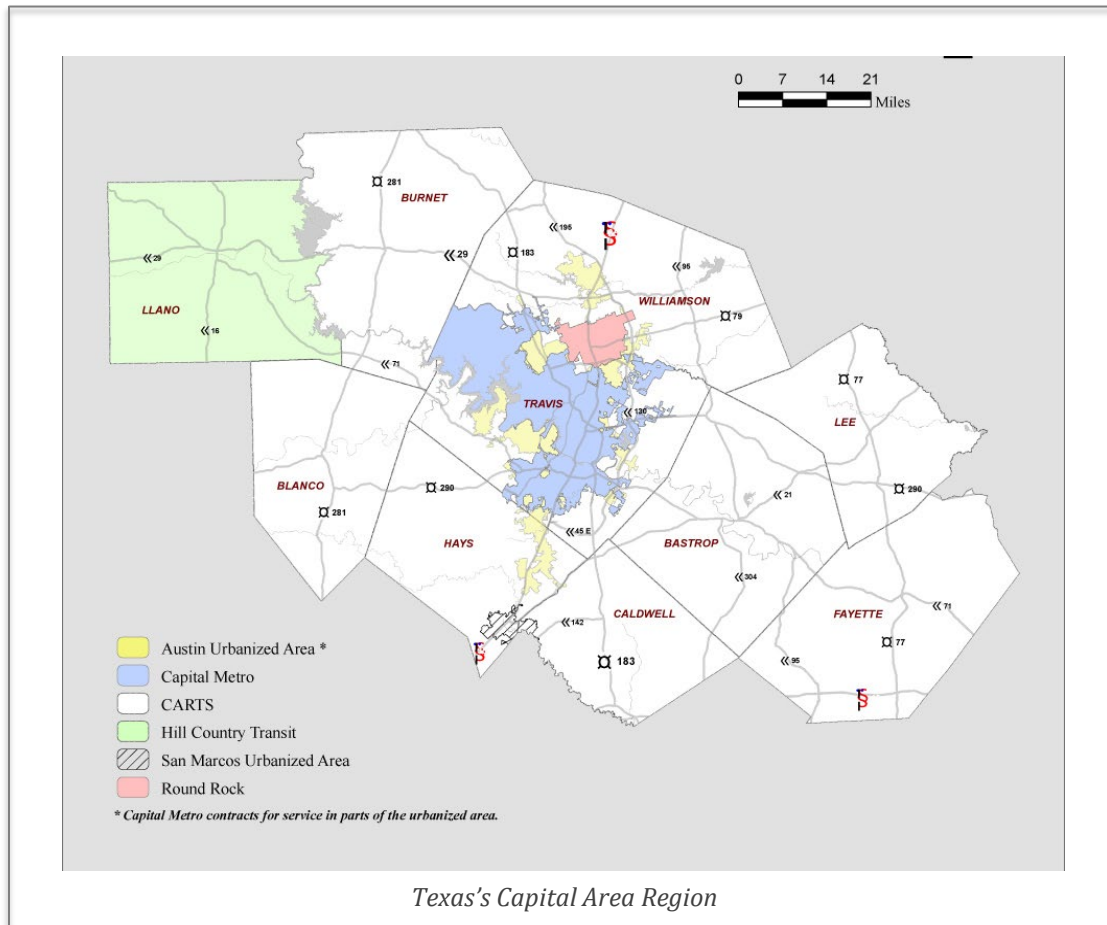 0 7 14 21
Miles
281
BURNET
195
183
29
29
95
WILLIAMSON
LLANO
79
16
71
77
TRAVIS
130
LEE
BLANCO
290
21
290
281
HAYS
45 E
BASTROP
304
CALDWELL
FAYETTE
71
142
77
183
95
Austin Urbanized Area *
Capital Metro
CARTS
Hill Country Transit
San Marcos Urbanized Area
Round Rock
* Capital Metro contracts for service in parts of the urbanized area.
Texas's Capital Area Region